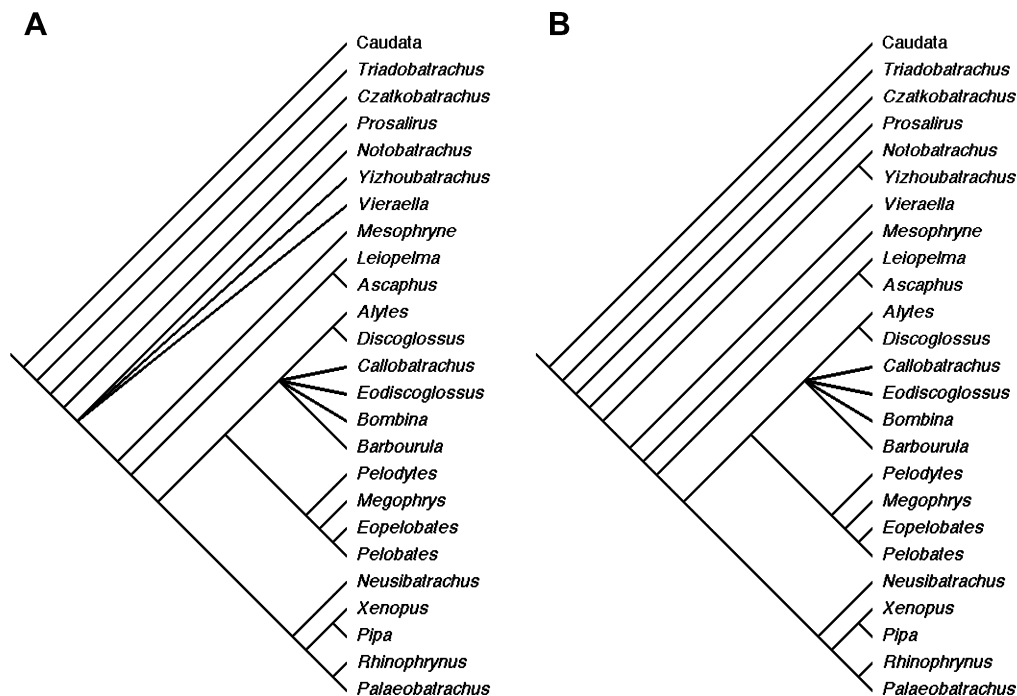 A
Caudata
Triadobatrachus
Czatkobatrachus
Prosalirus
Notobatrachus
Yizhoubatrachus
Vieraella
Mesophryne
Leiopelma
Ascaphus
Alytes
Discoglossus
Callobatrachus
Eodiscoglossus
Bombina
Barbourula
Pelodytes
Megophrys
Eopelobates
Pelobates
Neusibatrachus
Xenopus
Pipa
Rhinophrynus
Palaeobatrachus
B
Caudata
Triadobatrachus
Czatkobatrachus
Prosalirus
Notobatrachus
Yizhoubatrachus
Vieraella
Mesophryne
Leiopelma
Ascaphus
Alytes
Discoglossus
Callobatrachus
Eodiscoglossus
Bombina
Barbourula
Pelodytes
Megophrys
Eopelobates
Pelobates
Neusibatrachus
Xenopus
Pipa
Rhinophrynus
Palaeobatrachus